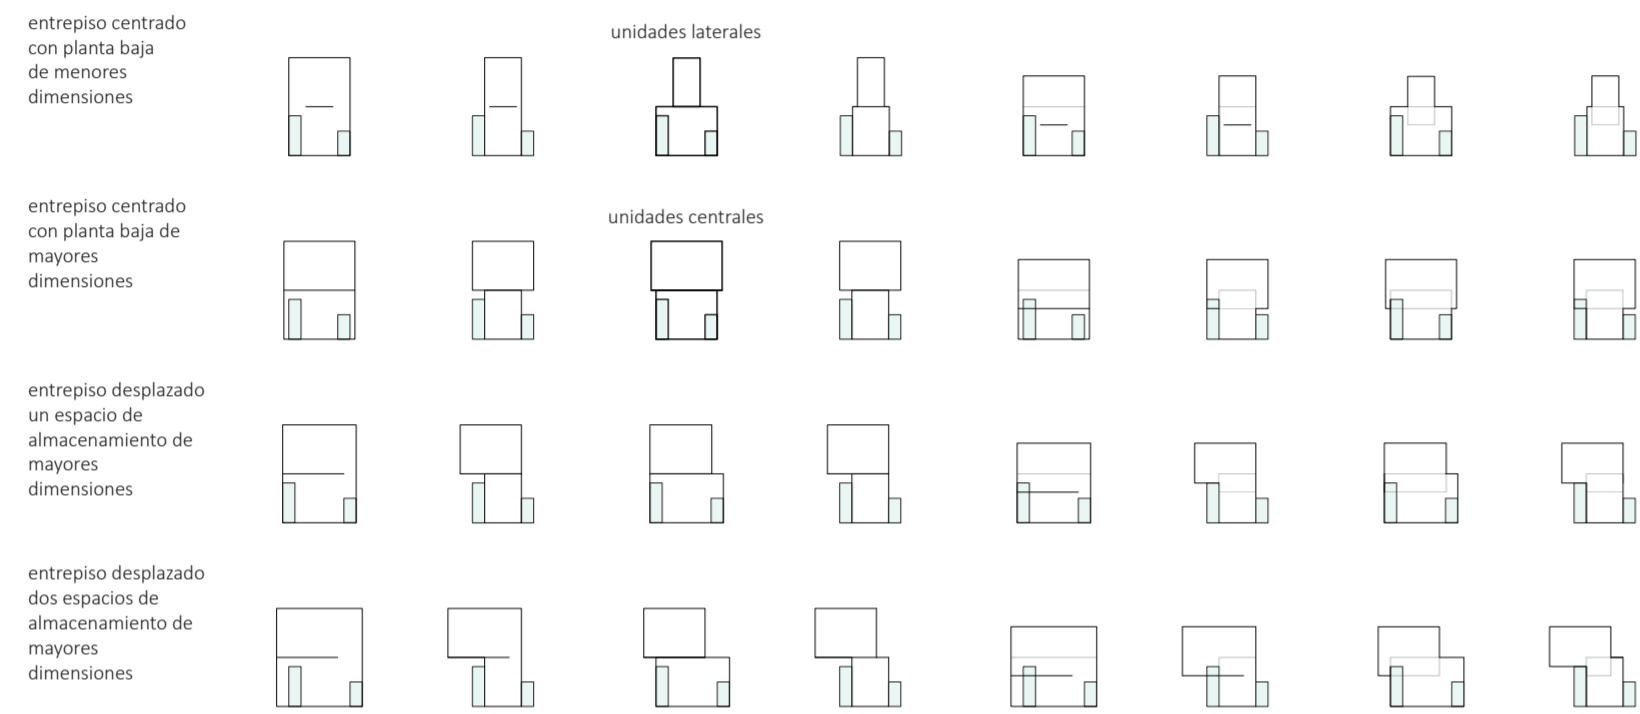 entrepiso centrado
con planta baja
de menores
dimensiones
unidades laterales
entrepiso centrado
con planta baja de
mayores
dimensiones
unidades centrales
entrepiso desplazado
un espacio de
almacenamiento de
mayores
dimensiones
entrepiso desplazado
dos espacios de
almacenamiento de
mayores
dimensiones